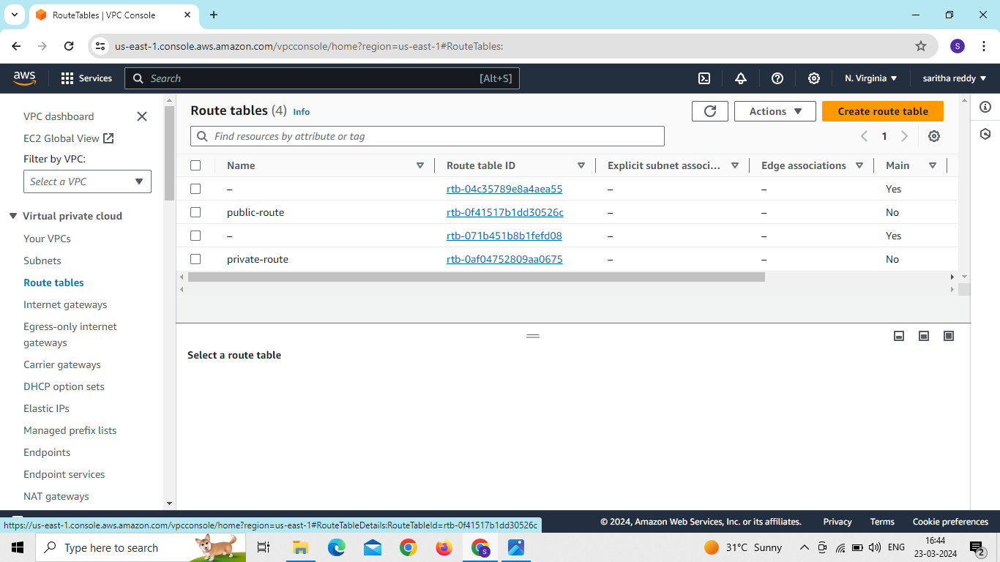 RouteTables | VPC Console
us-east-1.console.aws.amazon.com/vpcconsole/home?region=us-east-1#RouteTables:
S
aws
Services
Search
[Alt+S]
N. Virginia
saritha reddy
VPC dashboard
EC2 Global View
Filter by VPC:
Select a VPC
Virtual private cloud
Your VPCs
Subnets
Route tables
Internet gateways
Egress-only internet
gateways
Carrier gateways
DHCP option sets
Elastic IPs
Managed prefix lists
Endpoints
Endpoint services
NAT gateways
Route tables (4) Info
Actions
Create route table
Find resources by attribute or tag
1
Name Route table ID Explicit subnet associ... Edge associations Main
– rtb-04c35789e8a4aea55 – – Yes
public-route rtb-0f41517b1dd30526c – – No
– rtb-071b451b8b1fefd08 – – Yes
private-route rtb-0af04752809aa0675 – – No
Select a route table
https://us-east-1.console.aws.amazon.com/vpcconsole/home?region=us-east-1#RouteTableDetails:RouteTableId=rtb-0f41517b1dd30526c
© 2024, Amazon Web Services, Inc. or its affiliates. Privacy Terms Cookie preferences
Type here to search
S
31°C Sunny
ENG
16:44
23-03-2024
2